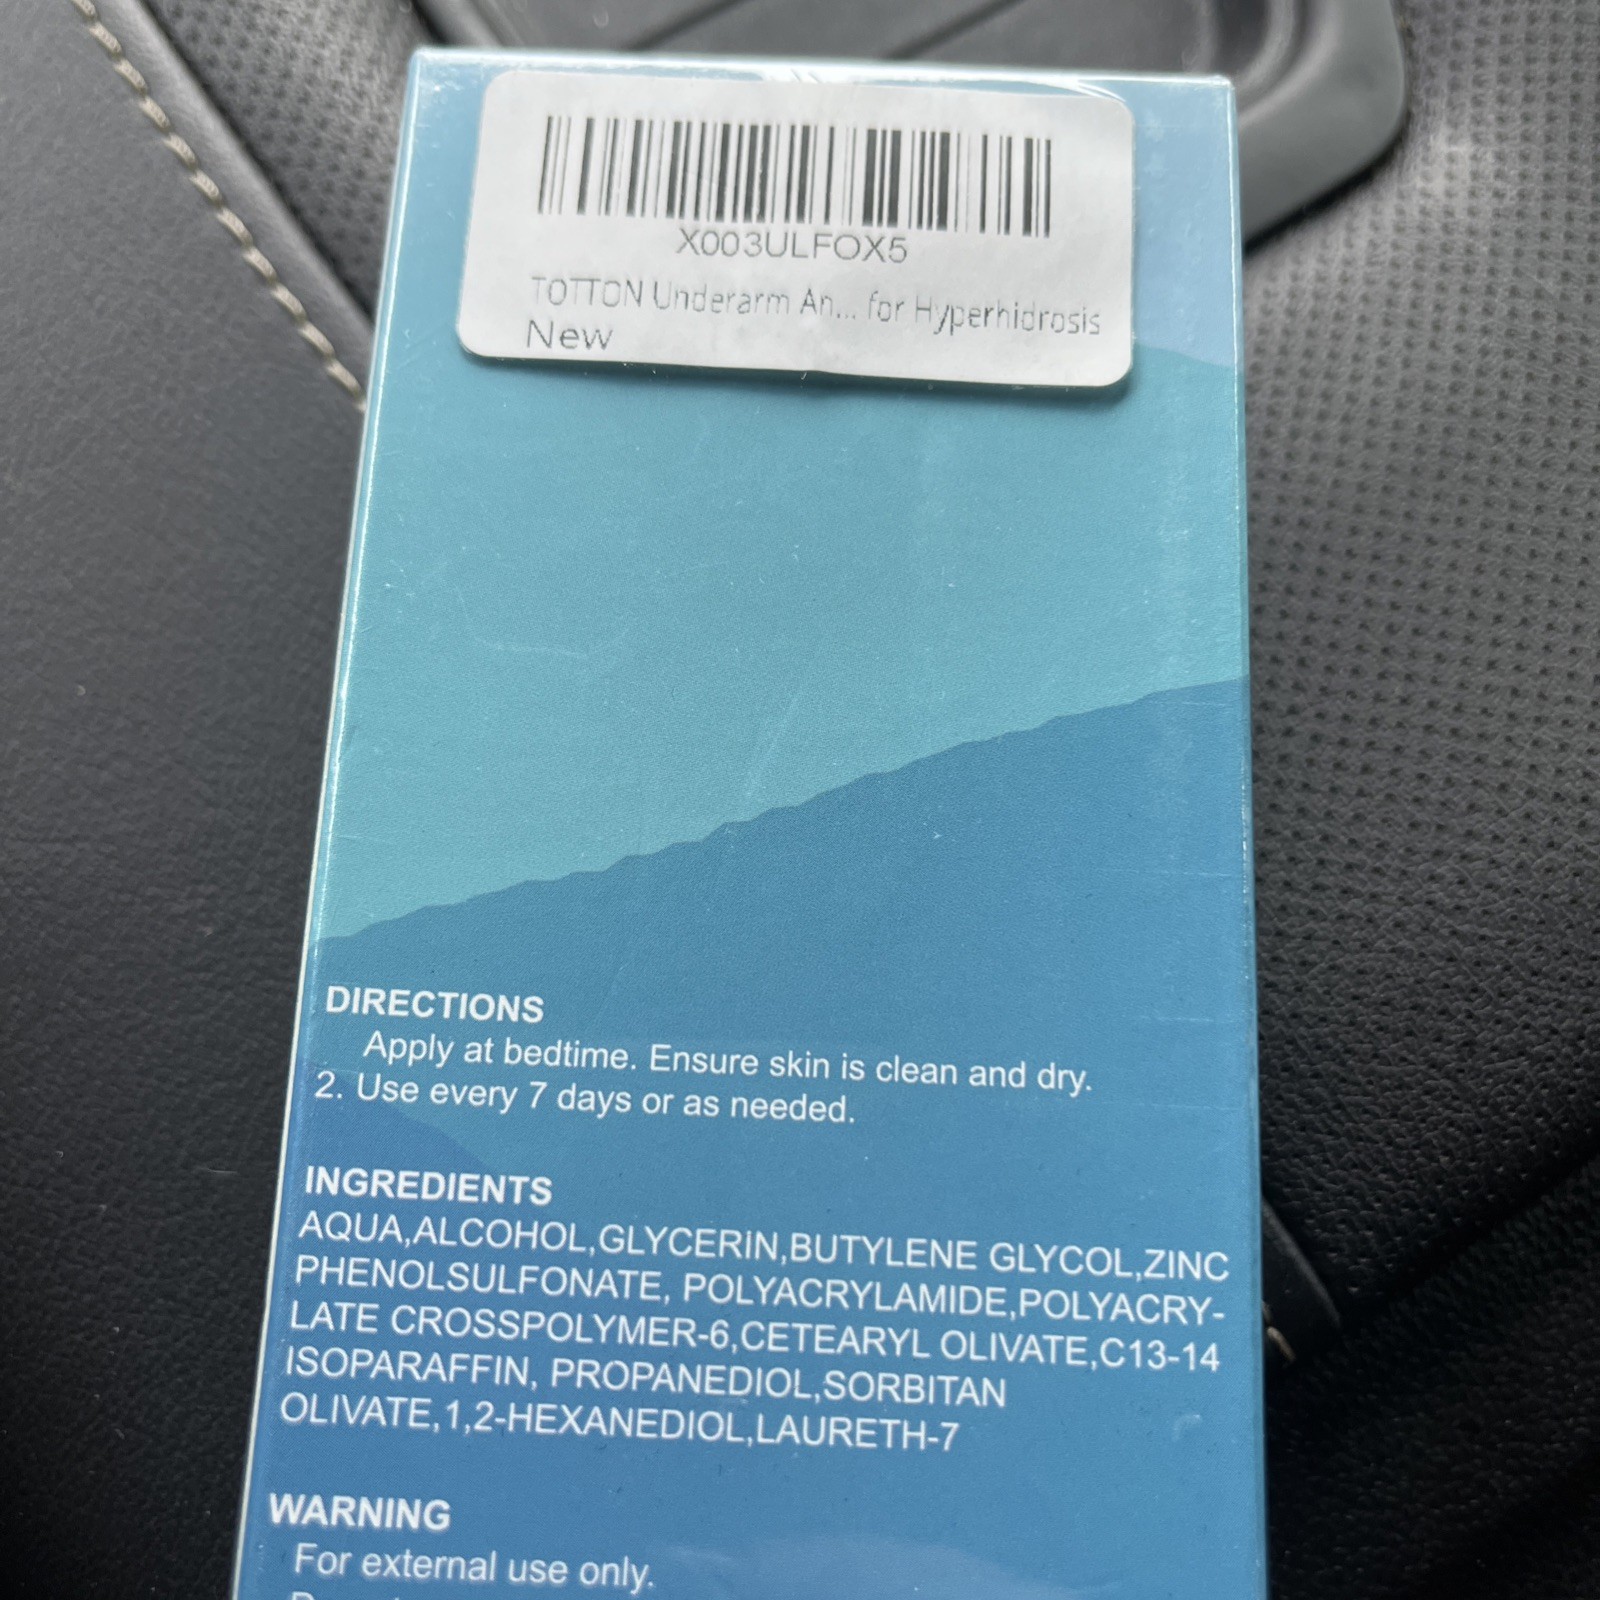 X003ULFOX5
TOTTON Underarm An... for Hyperhidrosis
New
DIRECTIONS
Apply at bedtime. Ensure skin is clean and dry.
2. Use every 7 days or as needed.
INGREDIENTS
AQUA,ALCOHOL,GLYCERIN,BUTYLENE GLYCOL,ZINC
PHENOLSULFONATE, POLYACRYLAMIDE,POLYACRY-
LATE CROSSPOLYMER-6,CETEARYL OLIVATE,C13-14
ISOPARAFFIN, PROPANEDIOL,SORBITAN
OLIVATE,1,2-HEXANEDIOL,LAURETH-7
WARNING
For external use only.